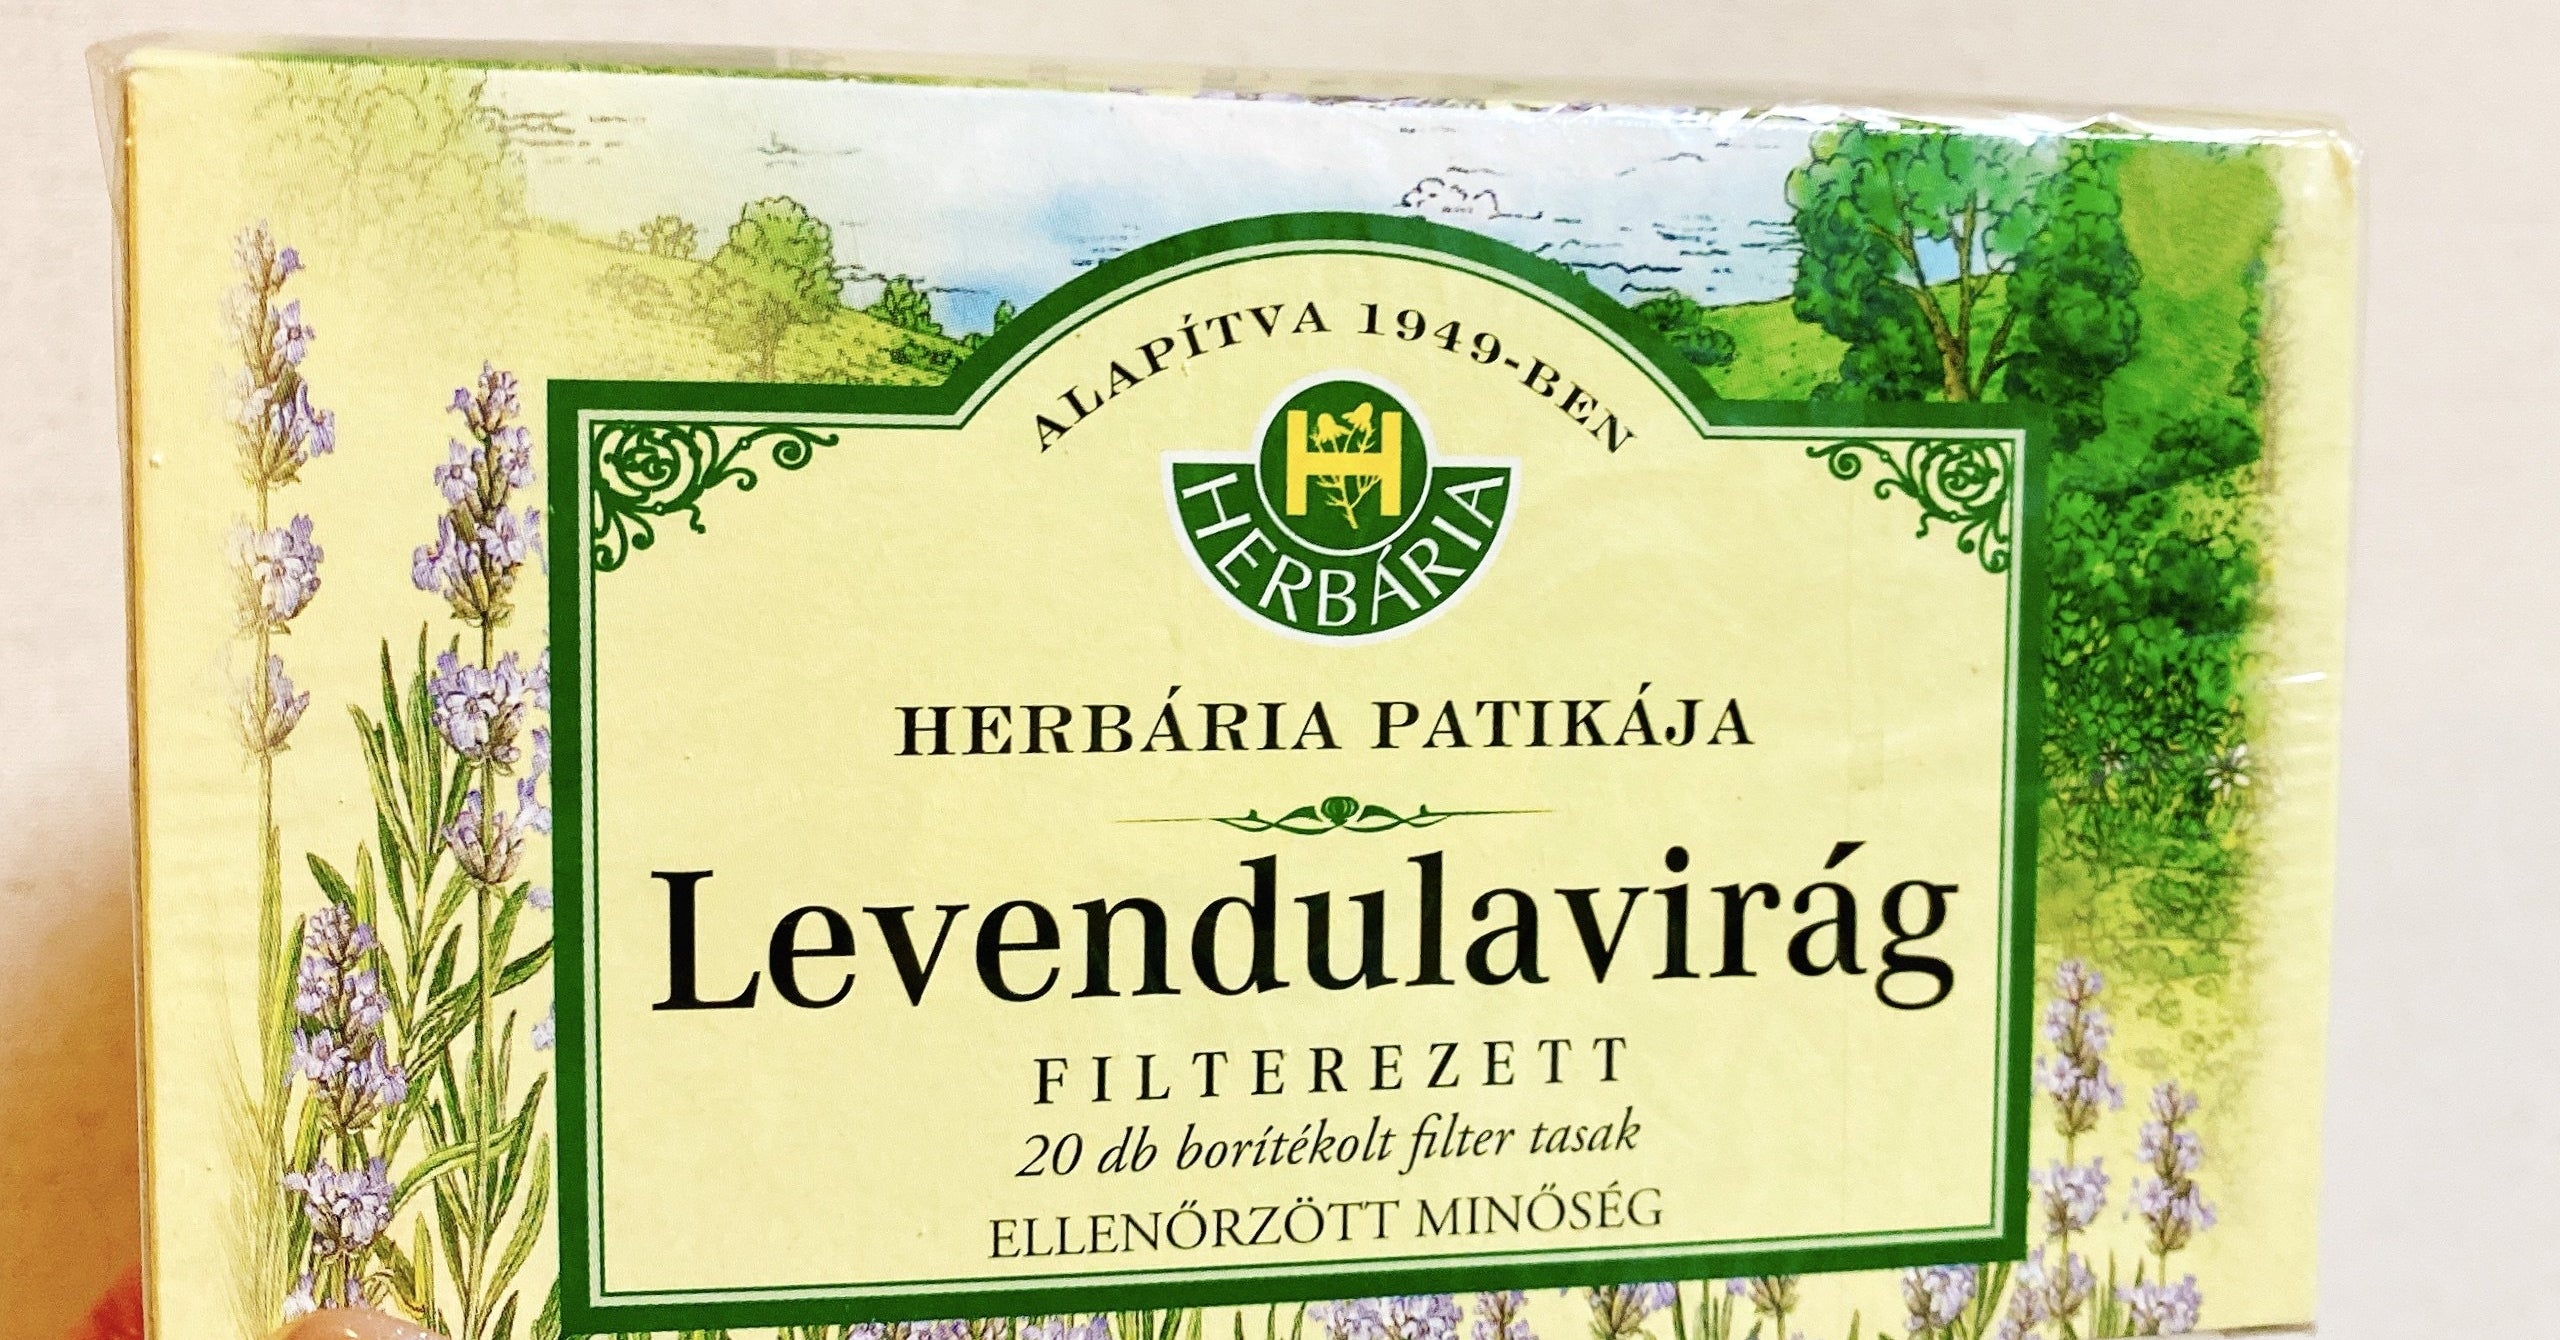 ALAPÍTVA 1949-BEN
H
HERBÁRIA
HERBÁRIA PATIKÁJA
Levendulavirág
FILTEREZETT
20 db borítékolt filter tasak
ELLENŐRZÖTT MINŐSÉG